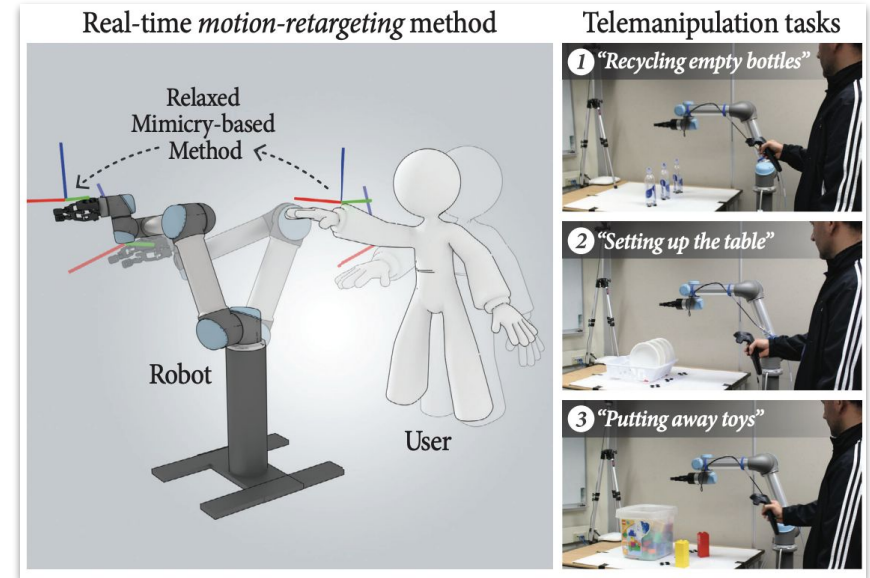 Real-time motion-retargeting method
Relaxed
Mimicry-based
Method
Robot
User
Telemanipulation tasks
1 “Recycling empty bottles”
2 “Setting up the table”
3 “Putting away toys”